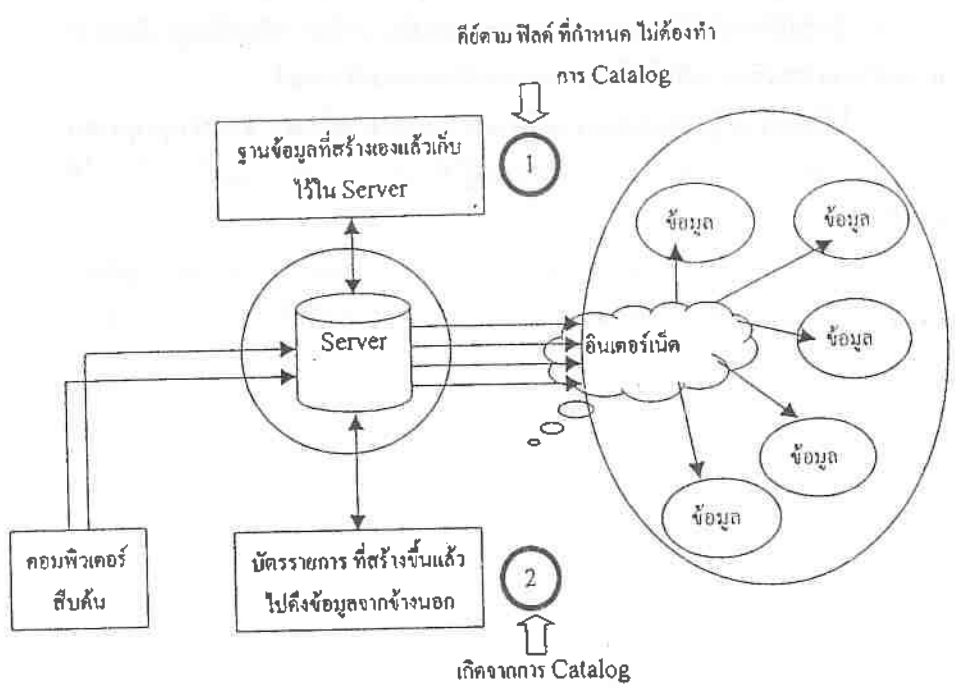 คีย์ตาม ฟิลด์ ที่กำหนด ไม่ต้องทำ
การ Catalog
ฐานข้อมูลที่สร้างเองแล้วเก็บ
ไว้ใน Server
1
ข้อมูล
ข้อมูล
Server
อินเตอร์เน็ต
ข้อมูล
ข้อมูล
ข้อมูล
คอมพิวเตอร์
สืบค้น
บัตรรายการ ที่สร้างขึ้นแล้ว
ไปดึงข้อมูลจากข้างนอก
2
เกิดจากการ Catalog